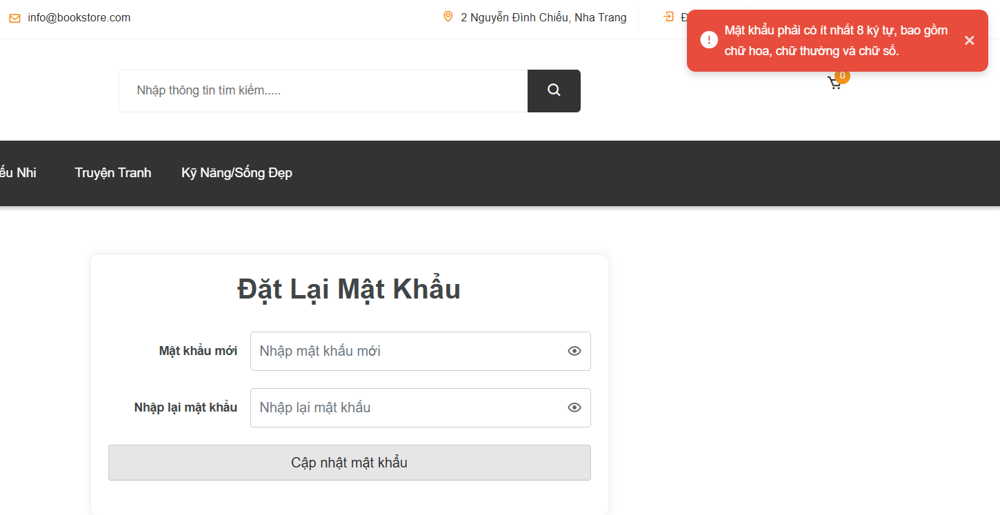 info@bookstore.com
2 Nguyễn Đình Chiểu, Nha Trang
Mật khẩu phải có ít nhất 8 ký tự, bao gồm
chữ hoa, chữ thường và chữ số.
0
Nhập thông tin tìm kiếm.....
Nhi
Truyện Tranh
Kỹ Năng/Sống Đẹp
Đặt Lại Mật Khẩu
Mật khẩu mới
Nhập mật khẩu mới
Nhập lại mật khẩu
Nhập lại mật khẩu
Cập nhật mật khẩu